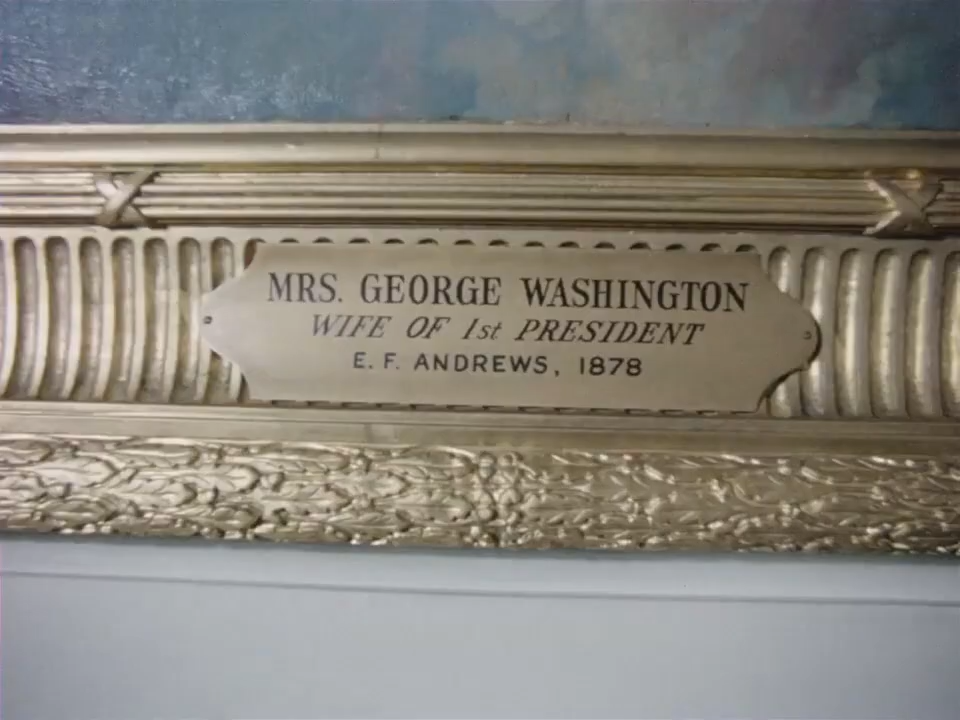 MRS. GEORGE WASHINGTON
WIFE OF 1st PRESIDENT
E. F. ANDREWS, 1878